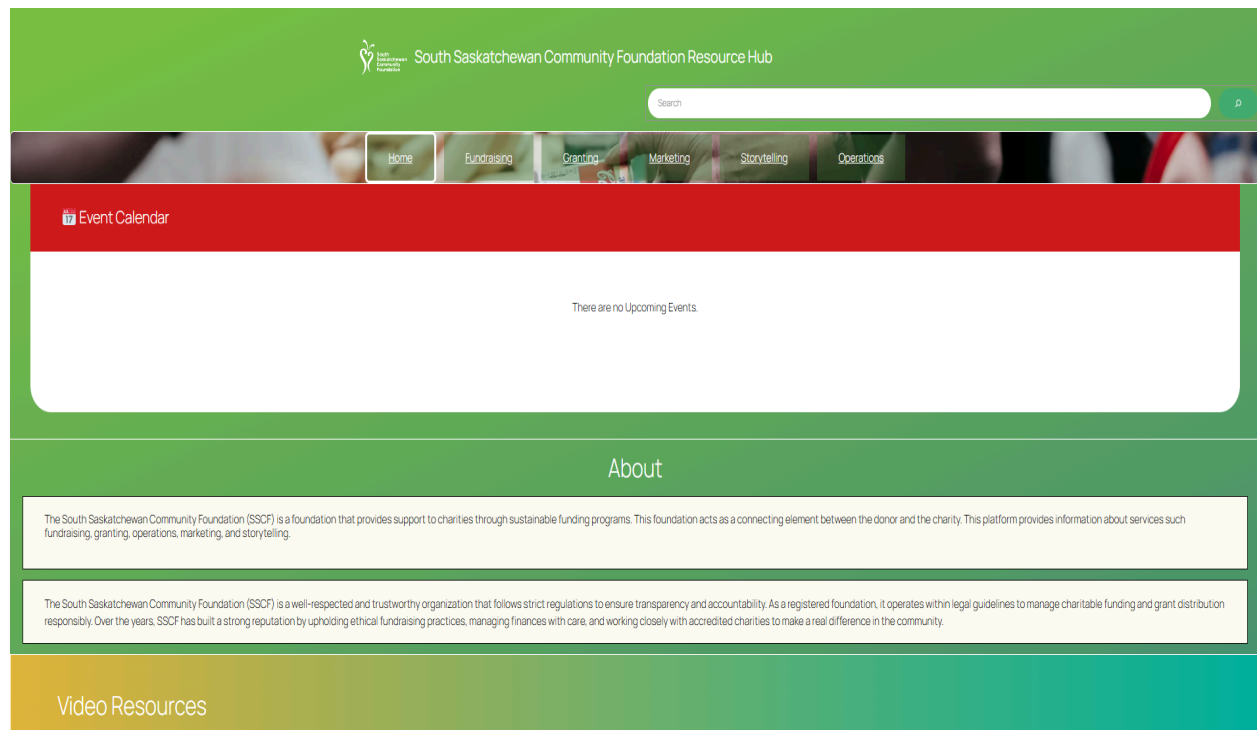 South
Saskatchewan
Community
Foundation
South Saskatchewan Community Foundation Resource Hub
Search
Home Fundraising Granting Marketing Storytelling Operations
17 Event Calendar
There are no Upcoming Events.
About
The South Saskatchewan Community Foundation (SSCF) is a foundation that provides support to charities through sustainable funding programs. This foundation acts as a connecting element between the donor and the charity. This platform provides information about services such
fundraising, granting, operations, marketing, and storytelling.
The South Saskatchewan Community Foundation (SSCF) is a well-respected and trustworthy organization that follows strict regulations to ensure transparency and accountability. As a registered foundation, it operates within legal guidelines to manage charitable funding and grant distribution
responsibly. Over the years, SSCF has built a strong reputation by upholding ethical fundraising practices, managing finances with care, and working closely with accredited charities to make a real difference in the community.
Video Resources